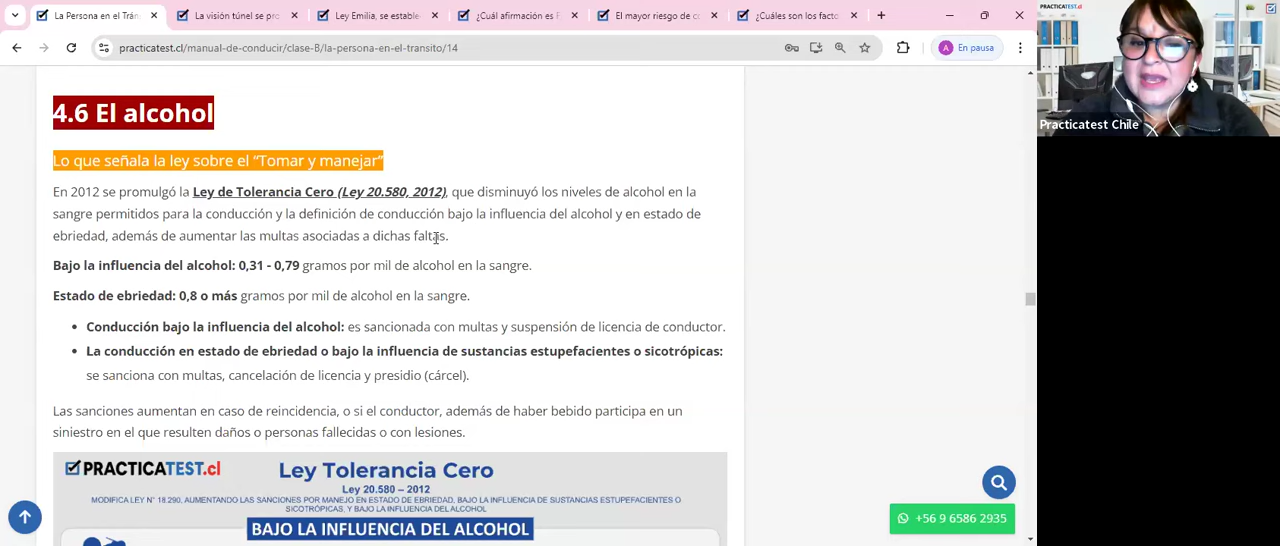 La Persona en el Tráns
La visión túnel se pro
Ley Emilia, se estable
¿Cuál afirmación es F
El mayor riesgo de co
¿Cuáles son los facto
practicatest.cl/manual-de-conducir/clase-B/la-persona-en-el-transito/14
A En pausa
4.6 El alcohol
Lo que señala la ley sobre el “Tomar y manejar”
En 2012 se promulgó la Ley de Tolerancia Cero (Ley 20.580, 2012), que disminuyó los niveles de alcohol en la
sangre permitidos para la conducción y la definición de conducción bajo la influencia del alcohol y en estado de
ebriedad, además de aumentar las multas asociadas a dichas faltas.
Bajo la influencia del alcohol: 0,31 - 0,79 gramos por mil de alcohol en la sangre.
Estado de ebriedad: 0,8 o más gramos por mil de alcohol en la sangre.
• Conducción bajo la influencia del alcohol: es sancionada con multas y suspensión de licencia de conductor.
• La conducción en estado de ebriedad o bajo la influencia de sustancias estupefacientes o sicotrópicas:
se sanciona con multas, cancelación de licencia y presidio (cárcel).
Las sanciones aumentan en caso de reincidencia, o si el conductor, además de haber bebido participa en un
siniestro en el que resulten daños o personas fallecidas o con lesiones.
PRACTICATEST.cl
Ley Tolerancia Cero
Ley 20.580 – 2012
MODIFICA LEY N° 18.290, AUMENTANDO LAS SANCIONES POR MANEJO EN ESTADO DE EBRIEDAD, BAJO LA INFLUENCIA DE SUSTANCIAS ESTUPEFACIENTES O
SICOTRÓPICAS, Y BAJO LA INFLUENCIA DEL ALCOHOL
BAJO LA INFLUENCIA DEL ALCOHOL
+56 9 6586 2935
PRACTICATEST.cl
Practicatest Chile